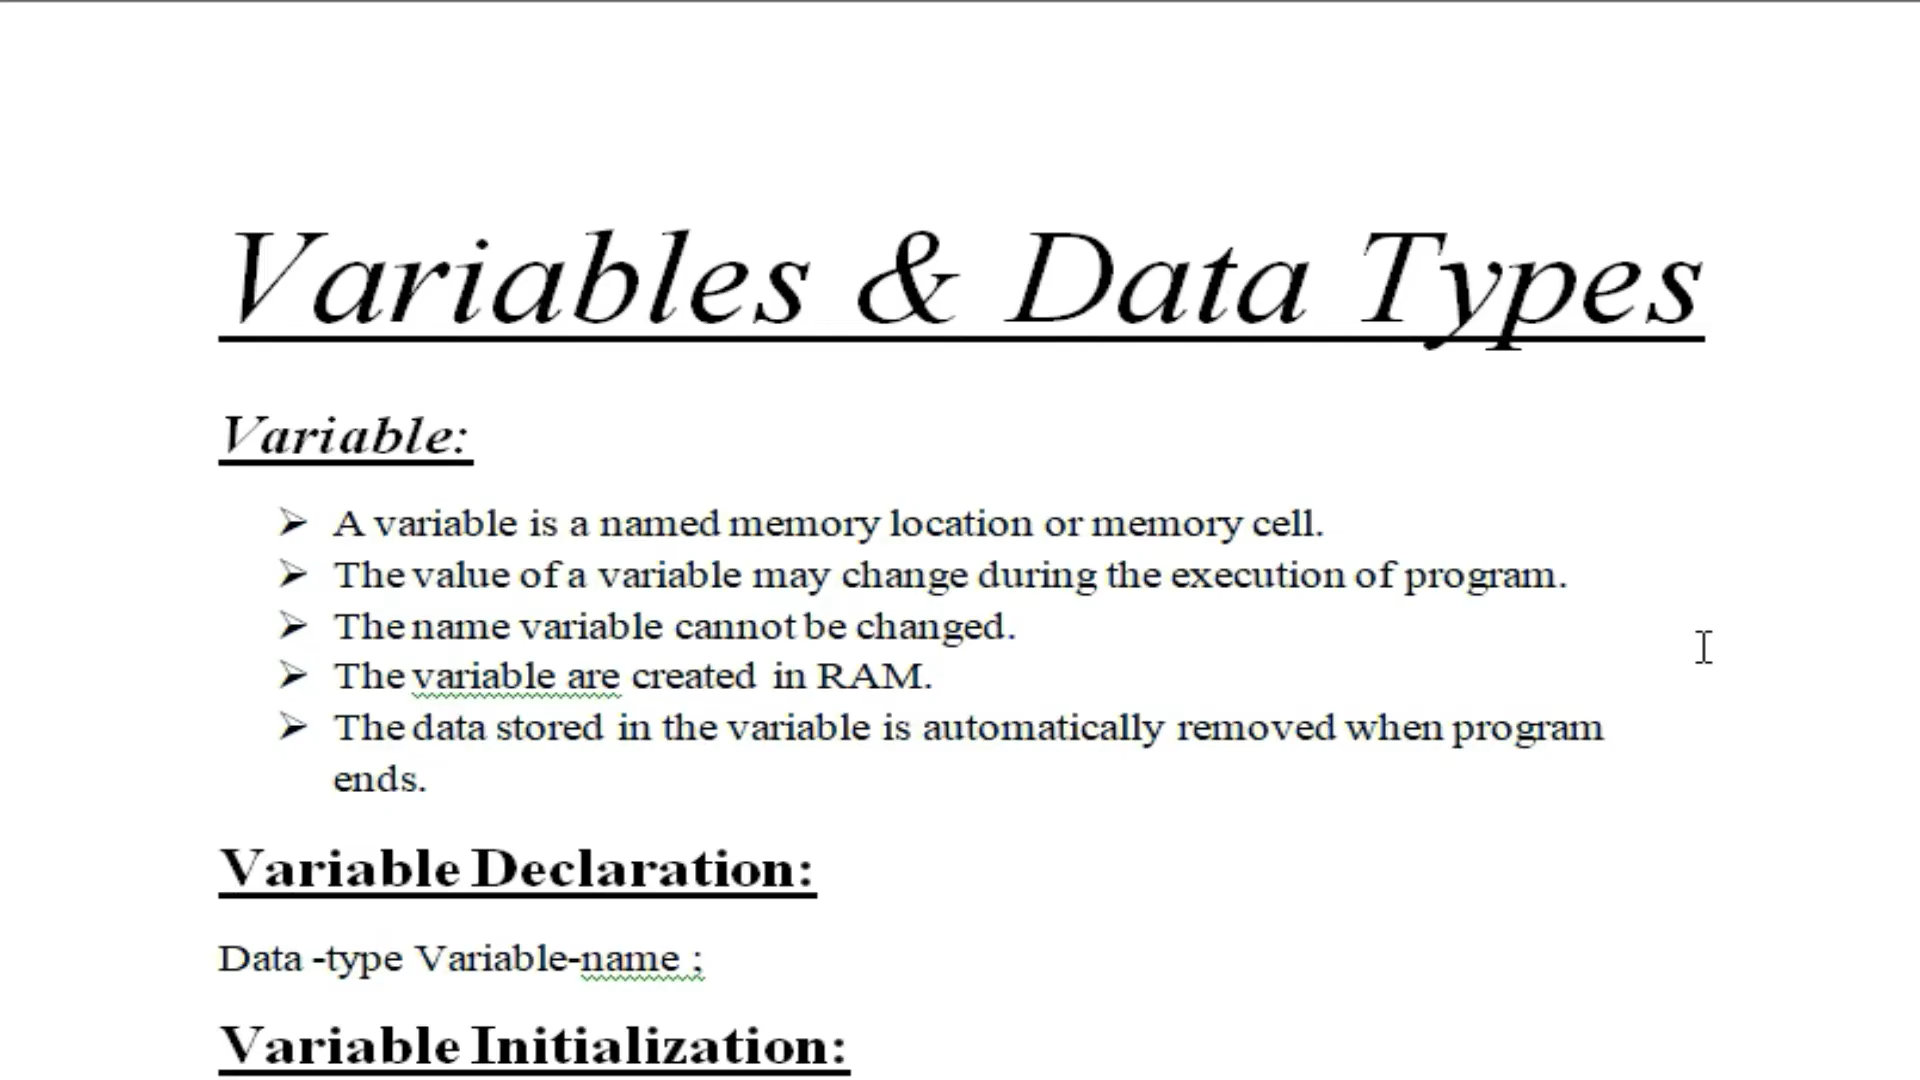 Variables & Data Types
Variable:
➢ A variable is a named memory location or memory cell.
➢ The value of a variable may change during the execution of program.
➢ The name variable cannot be changed.
➢ The variable are created in RAM.
➢ The data stored in the variable is automatically removed when program
ends.
Variable Declaration:
Data -type Variable-name ;
Variable Initialization: